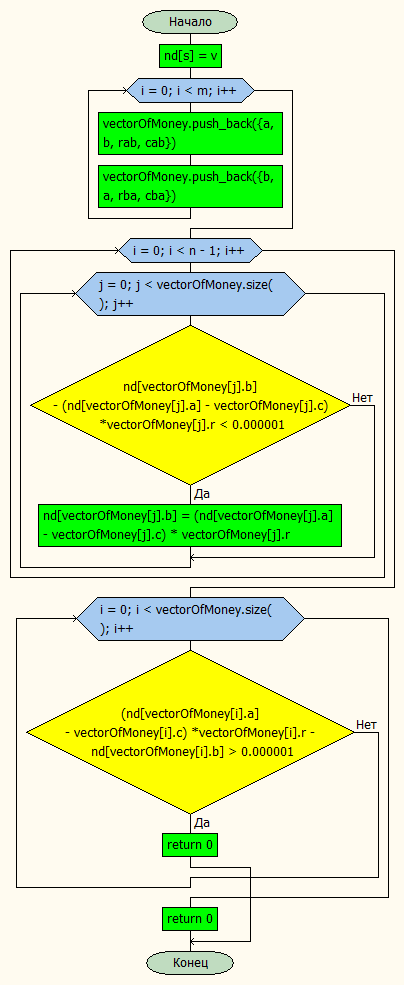 Начало
nd[s] = v
i = 0; i < m; i++
vectorOfMoney.push_back({a,
b, rab, cab})
vectorOfMoney.push_back({b,
a, rba, cba})
i = 0; i < n - 1; i++
j = 0; j < vectorOfMoney.size(
); j++
nd[vectorOfMoney[j].b]
- (nd[vectorOfMoney[j].a] - vectorOfMoney[j].c)
*vectorOfMoney[j].r < 0.000001
Нет
Да
nd[vectorOfMoney[j].b] = (nd[vectorOfMoney[j].a]
- vectorOfMoney[j].c) * vectorOfMoney[j].r
i = 0; i < vectorOfMoney.size(
); i++
(nd[vectorOfMoney[i].a]
- vectorOfMoney[i].c) *vectorOfMoney[i].r -
nd[vectorOfMoney[i].b] > 0.000001
Нет
Да
return 0
return 0
Конец